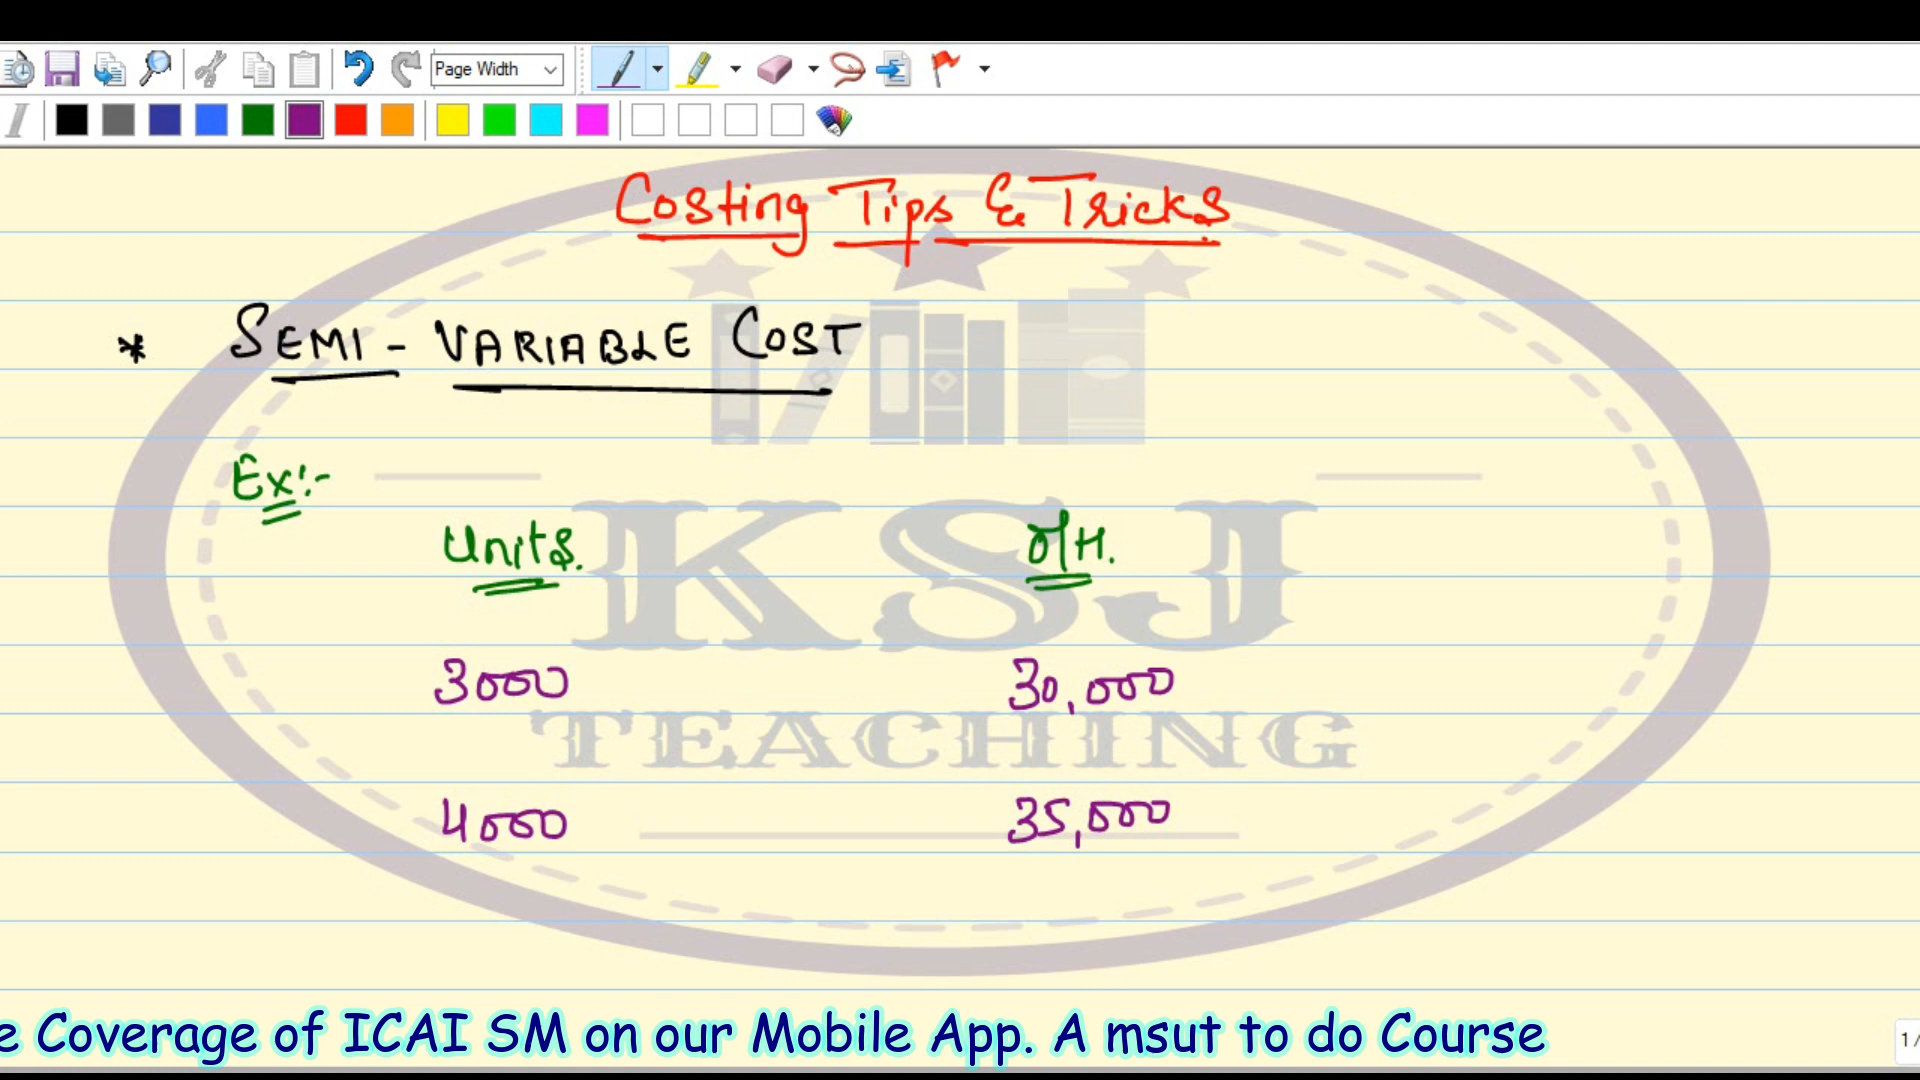 Page Width
Costing Tips & Tricks
* SEMI - VARIABLE COST
Ex:-
Units. O/H.
KSJ
3000 30,000
TEACHING
4000 35,000
e Coverage of ICAI SM on our Mobile App. A msut to do Course
1/